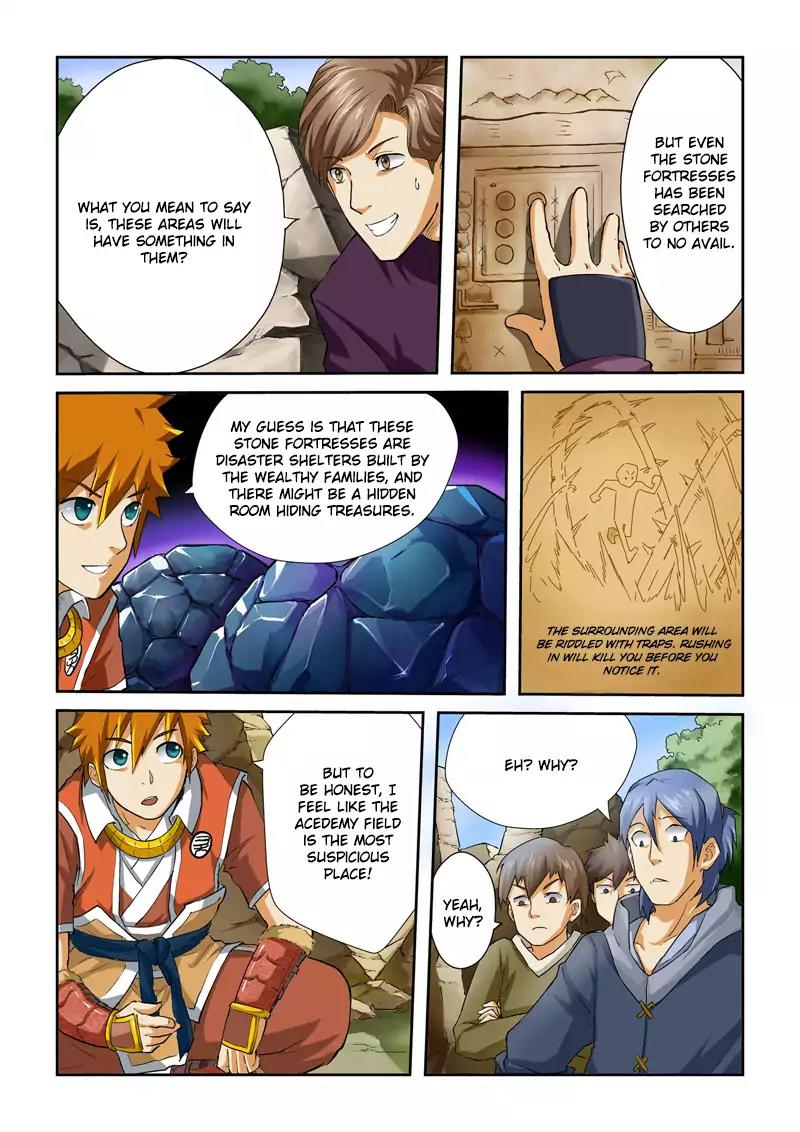 WHAT YOU MEAN TO SAY
IS, THESE AREAS WILL
HAVE SOMETHING IN
THEM?
BUT EVEN
THE STONE
FORTRESSES
HAS BEEN
SEARCHED
BY OTHERS
TO NO AVAIL.
MY GUESS IS THAT THESE
STONE FORTRESSES ARE
DISASTER SHELTERS BUILT BY
THE WEALTHY FAMILIES, AND
THERE MIGHT BE A HIDDEN
ROOM HIDING TREASURES.
THE SURROUNDING AREA WILL
BE RIDDLED WITH TRAPS. RUSHING
IN WILL KILL YOU BEFORE YOU
NOTICE IT.
BUT TO
BE HONEST, I
FEEL LIKE THE
ACEDEMY FIELD
IS THE MOST
SUSPICIOUS
PLACE!
EH? WHY?
YEAH,
WHY?